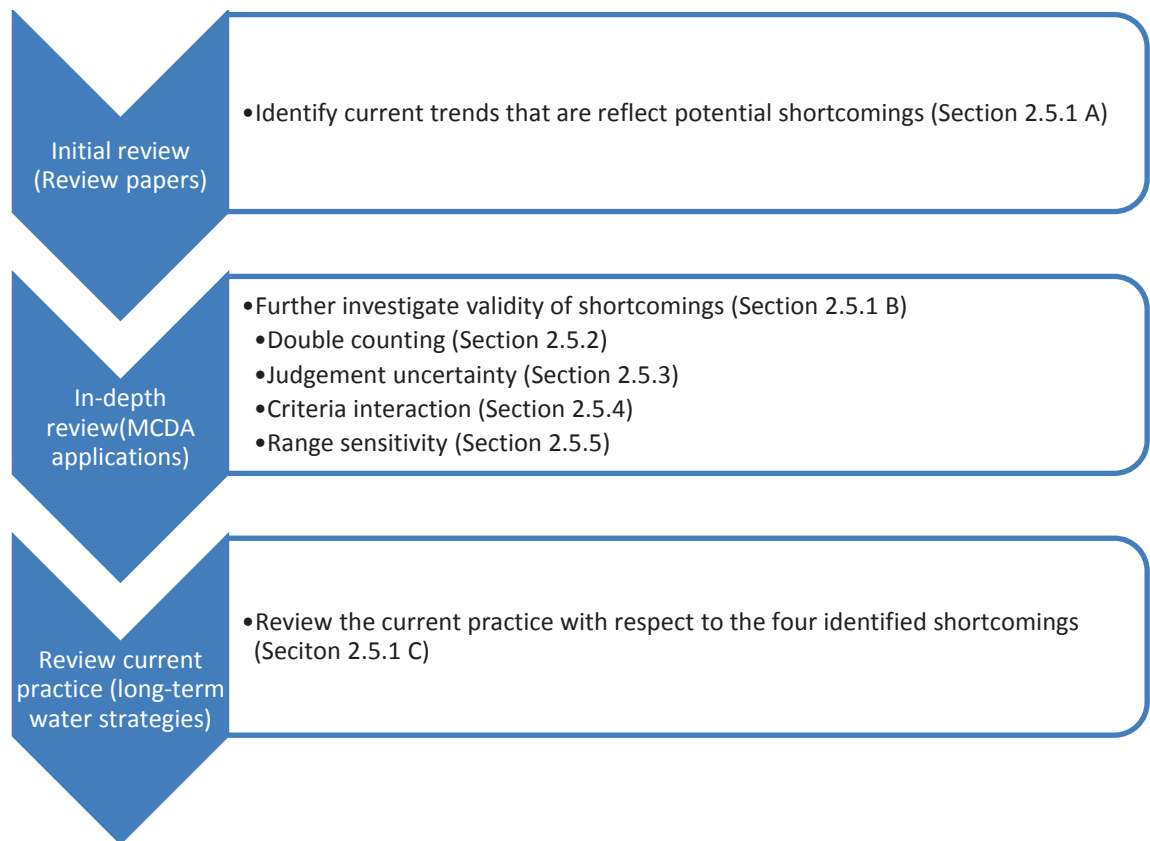 Initial review
(Review papers)
•Identify current trends that are reflect potential shortcomings (Section 2.5.1 A)
In-depth
review(MCDA
applications)
•Further investigate validity of shortcomings (Section 2.5.1 B)
•Double counting (Section 2.5.2)
•Judgement uncertainty (Section 2.5.3)
•Criteria interaction (Section 2.5.4)
•Range sensitivity (Section 2.5.5)
Review current
practice (long-term
water strategies)
•Review the current practice with respect to the four identified shortcomings
(Seciton 2.5.1 C)